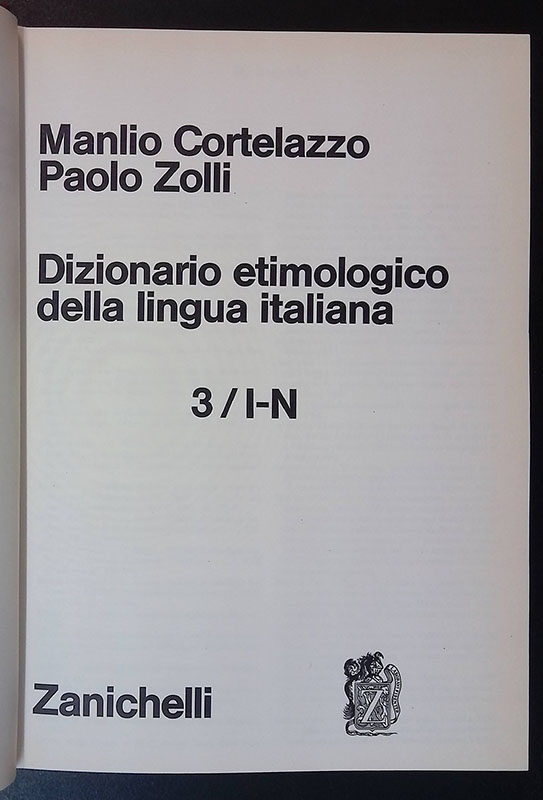 Manlio Cortelazzo
Paolo Zolli
Dizionario etimologico
della lingua italiana
3/I-N
Zanichelli
Z